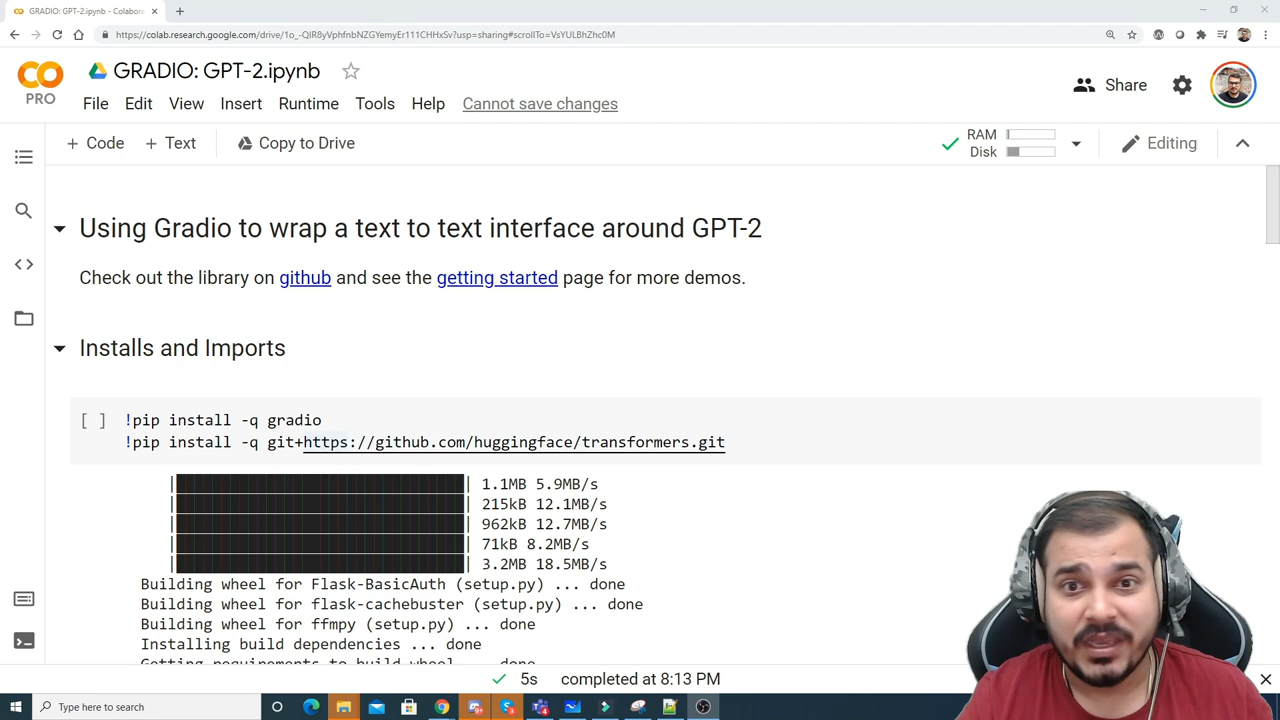 GRADIO: GPT-2.ipynb - Colabora
https://colab.research.google.com/drive/1o_-QIR8yVphfnbNZGYemyEr111CHHxSv?usp=sharing#scrollTo=VsYULBhZhc0M
PRO
GRADIO: GPT-2.ipynb
File Edit View Insert Runtime Tools Help Cannot save changes
Share
+ Code + Text Copy to Drive
RAM
Disk
Editing
Using Gradio to wrap a text to text interface around GPT-2
Check out the library on github and see the getting started page for more demos.
Installs and Imports
[ ] !pip install -q gradio
!pip install -q git+https://github.com/huggingface/transformers.git
1.1MB 5.9MB/s
215kB 12.1MB/s
962kB 12.7MB/s
71kB 8.2MB/s
3.2MB 18.5MB/s
Building wheel for Flask-BasicAuth (setup.py) ... done
Building wheel for flask-cachebuster (setup.py) ... done
Building wheel for ffmpy (setup.py) ... done
Installing build dependencies ... done
Getting requirements to build wheel ... done
5s completed at 8:13 PM
Type here to search